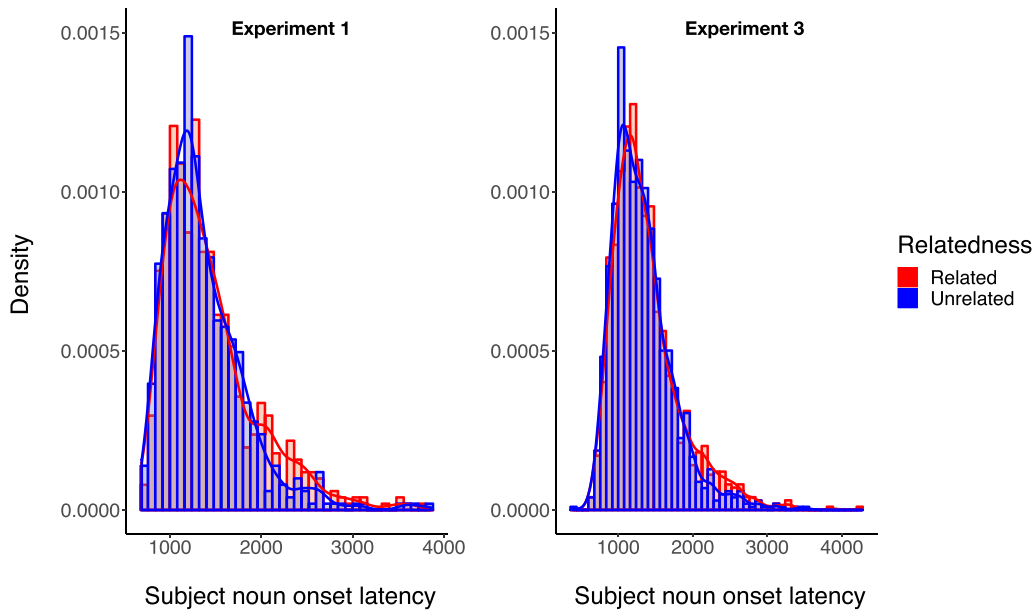 Experiment 1
Experiment 3
0.0015
0.0010
0.0005
0.0000
0.0015
0.0010
0.0005
0.0000
Density
1000
2000
3000
4000
1000
2000
3000
4000
Subject noun onset latency
Subject noun onset latency
Relatedness
Related
Unrelated